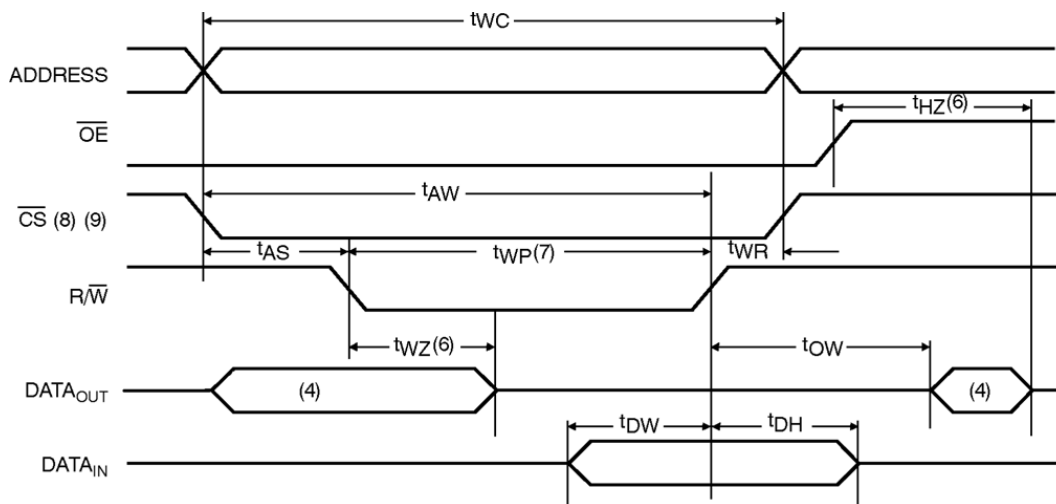 tWC
ADDRESS
tHZ(6)
OE
tAW
CS (8) (9)
tAS
tWP(7)
tWR
R/W
tWZ(6)
tOW
DATAOUT
(4)
(4)
tDW
tDH
DATAIN